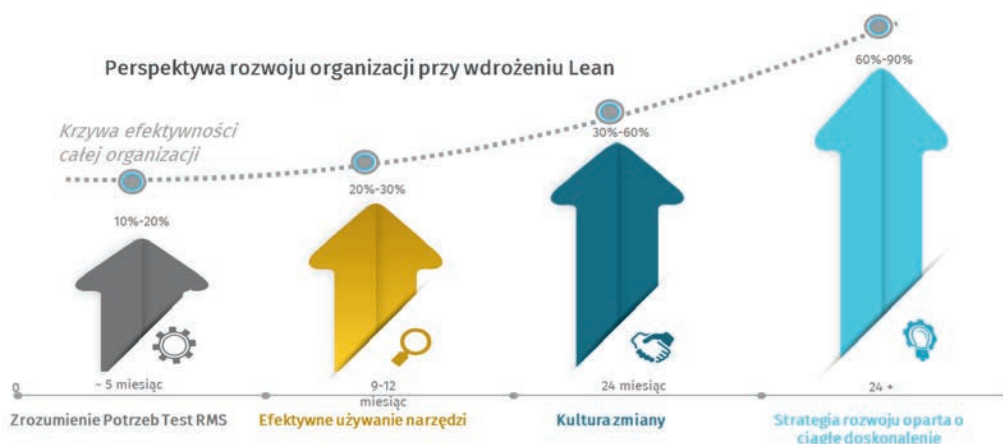 Perspektywa rozwoju organizacji przy wdrożeniu Lean
Krzywa efektywności
całej organizacji
10%-20%
20%-30%
30%-60%
60%-90%
0
~ 5 miesiąc
9-12
miesiąc
24 miesiąc
24 +
Zrozumienie Potrzeb Test RMS
Efektywne używanie narzędzi
Kultura zmiany
Strategia rozwoju oparta o
ciągłe doskonalenie